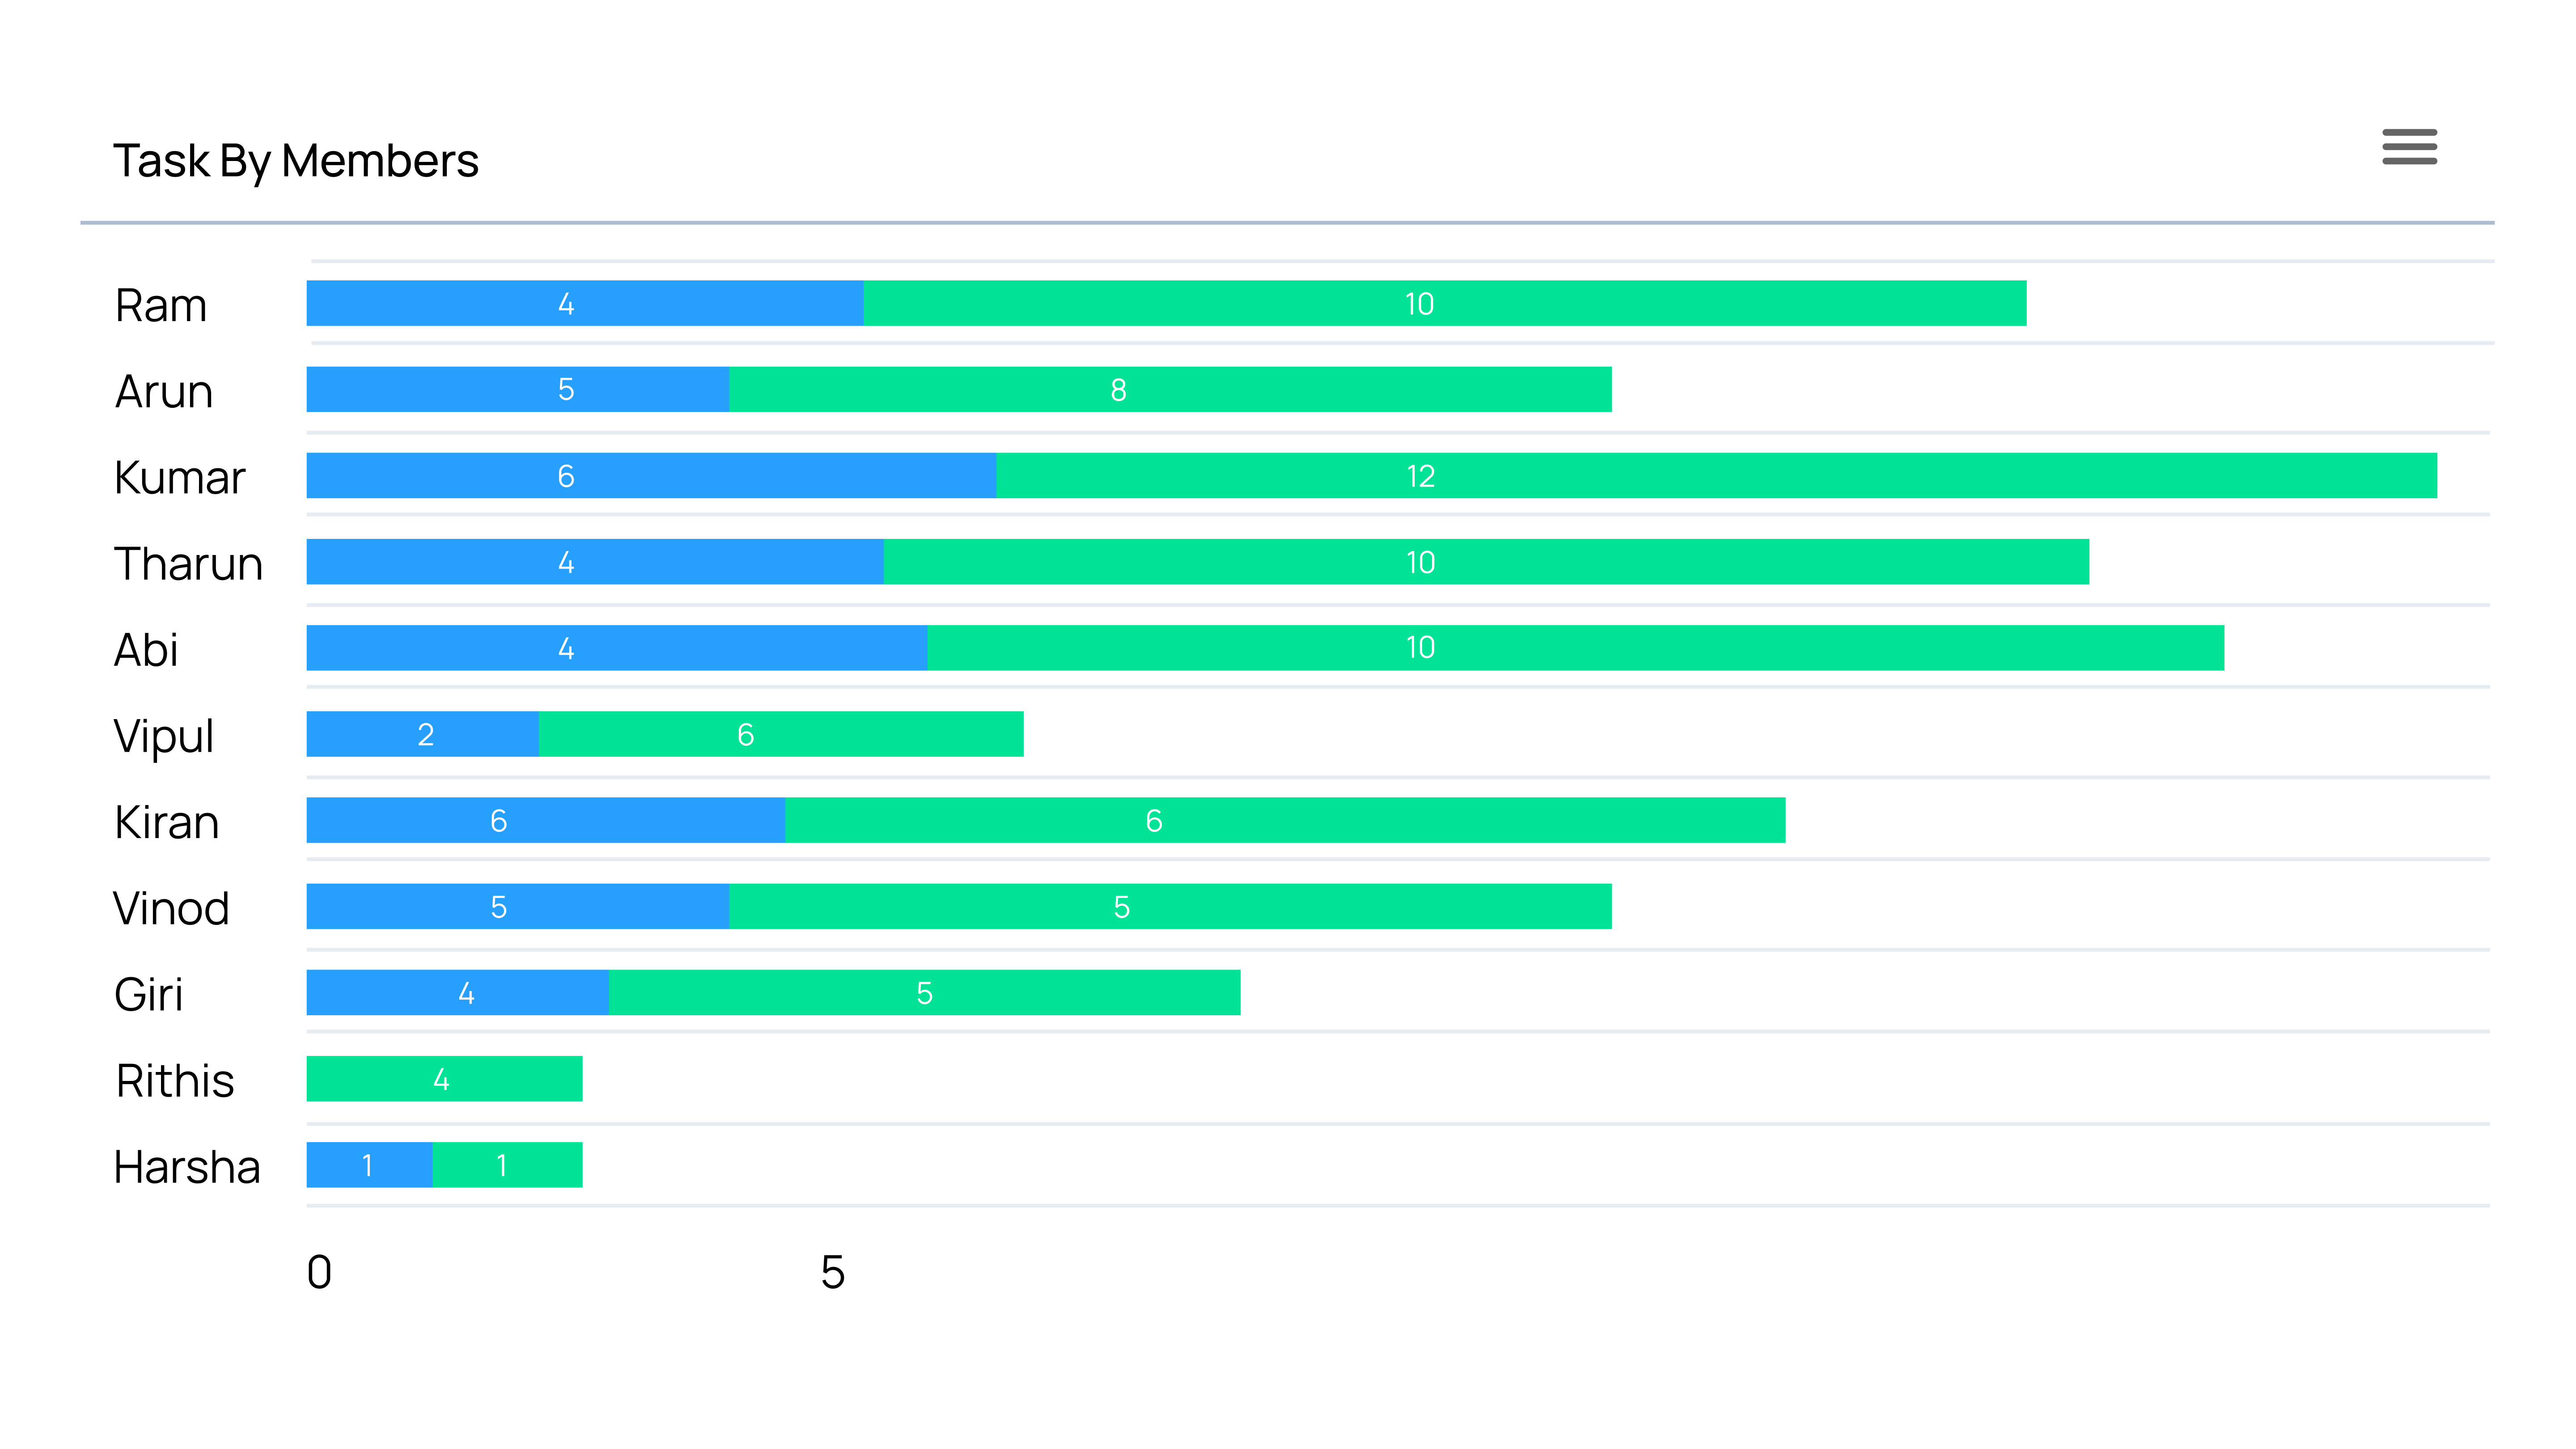 Task By Members
Ram 4 10
Arun 5 8
Kumar 6 12
Tharun 4 10
Abi 4 10
Vipul 2 6
Kiran 6 6
Vinod 5 5
Giri 4 5
Rithis 4
Harsha 1 1
0 5